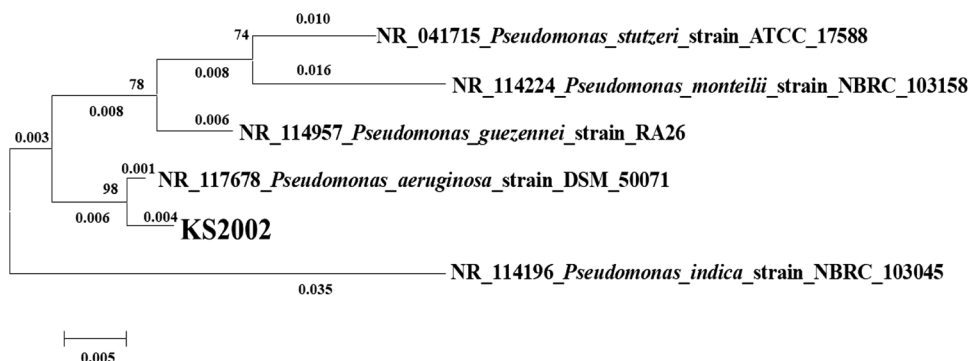 0.010
74
NR_041715_Pseudomonas_stutzeri_strain_ATCC_17588
0.008
0.016
78
NR_114224_Pseudomonas_monteilii_strain_NBRC_103158
0.008
0.006
NR_114957_Pseudomonas_guezennei_strain_RA26
0.003
0.001
98
NR_117678_Pseudomonas_aeruginosa_strain_DSM_50071
0.006
0.004
KS2002
NR_114196_Pseudomonas_indica_strain_NBRC_103045
0.035
0.005